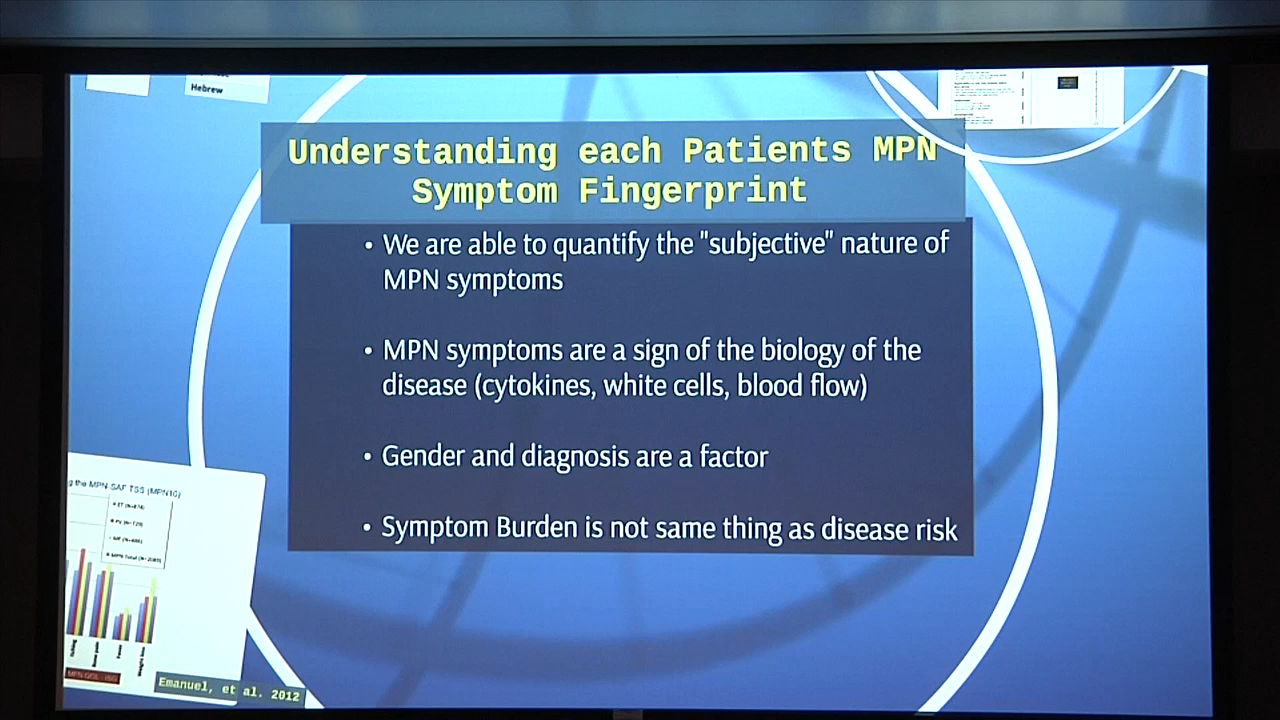 Hebrew
Understanding each Patients MPN
Symptom Fingerprint
• We are able to quantify the "subjective" nature of
MPN symptoms
• MPN symptoms are a sign of the biology of the
disease (cytokines, white cells, blood flow)
• Gender and diagnosis are a factor
• Symptom Burden is not same thing as disease risk
g the MPN-SAF TSS (MPN10)
Emanuel, et al. 2012